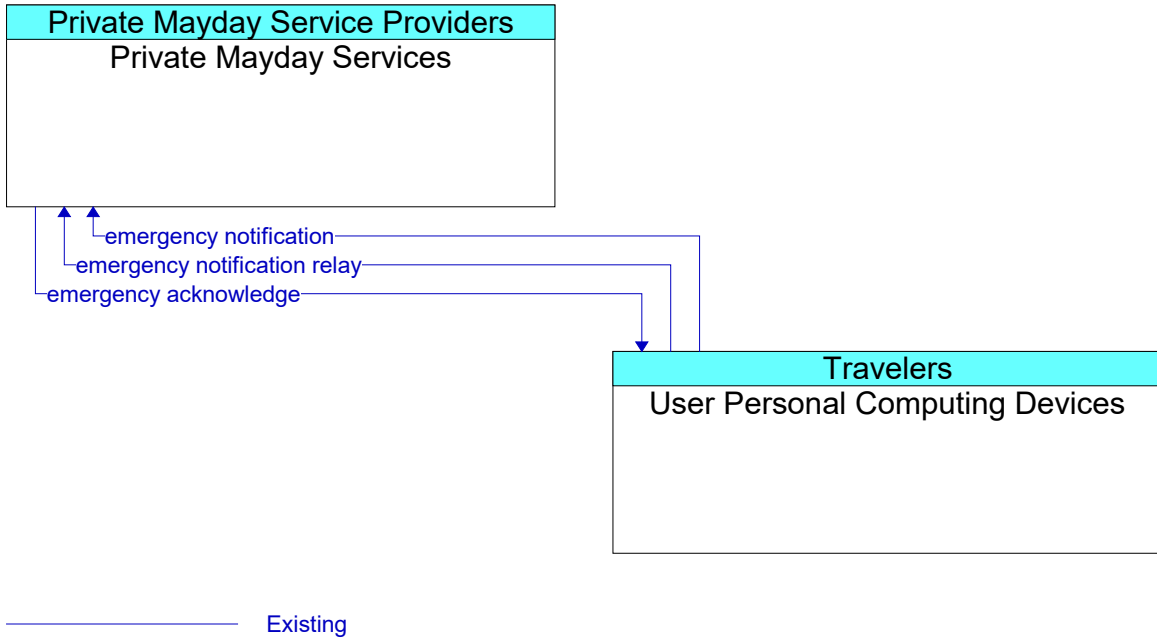 Private Mayday Service Providers
Private Mayday Services
emergency notification
emergency notification relay
emergency acknowledge
Travelers
User Personal Computing Devices
Existing